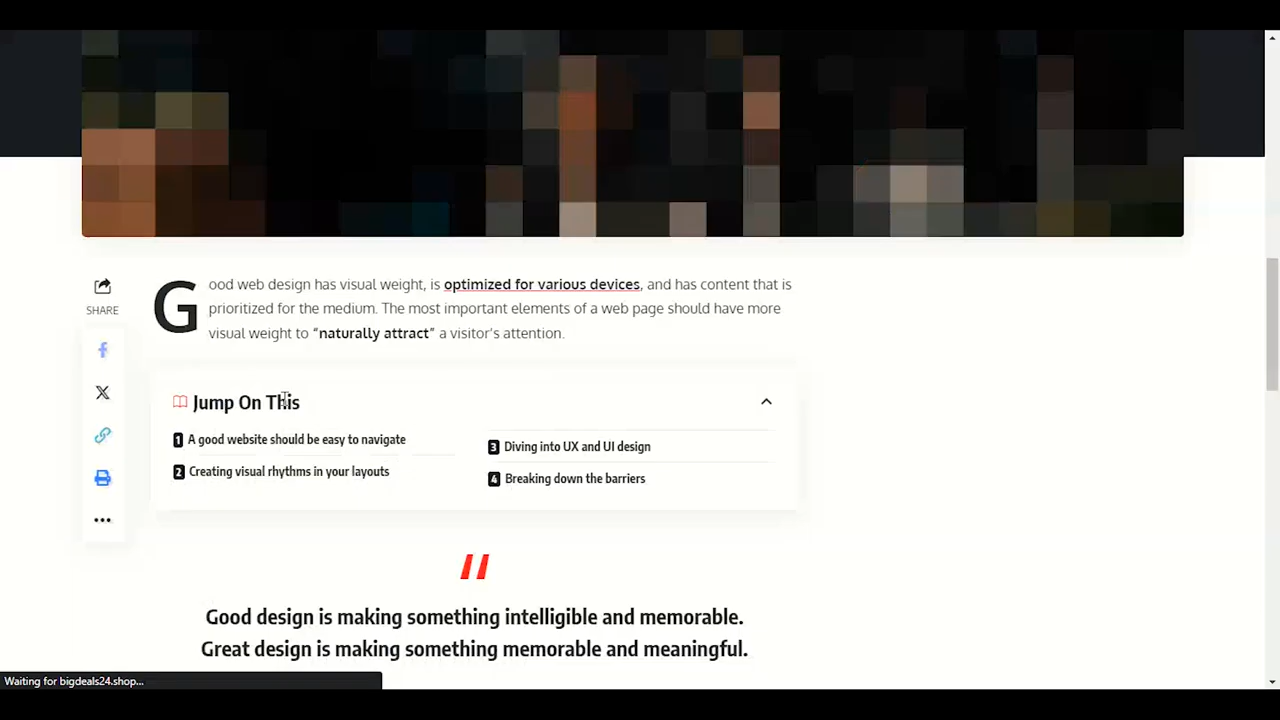 Good web design has visual weight, is optimized for various devices, and has content that is
prioritized for the medium. The most important elements of a web page should have more
visual weight to “naturally attract” a visitor’s attention.
SHARE
Jump On This
1 A good website should be easy to navigate
2 Creating visual rhythms in your layouts
3 Diving into UX and UI design
4 Breaking down the barriers
Good design is making something intelligible and memorable.
Great design is making something memorable and meaningful.
Waiting for bigdeals24.shop...